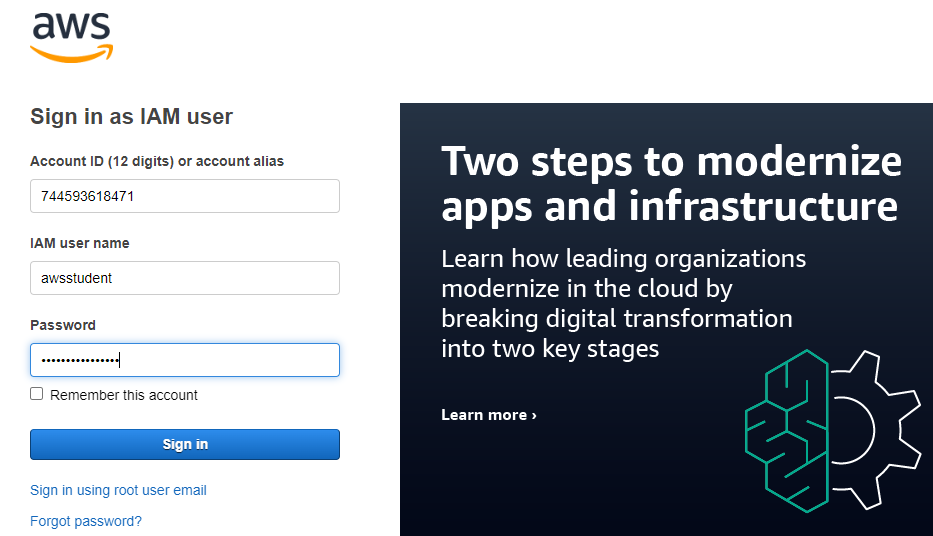 aws
Sign in as IAM user
Account ID (12 digits) or account alias
744593618471
IAM user name
awsstudent
Password
••••••••••••••••
Remember this account
Sign in
Sign in using root user email
Forgot password?
Two steps to modernize
apps and infrastructure
Learn how leading organizations
modernize in the cloud by
breaking digital transformation
into two key stages
Learn more ›